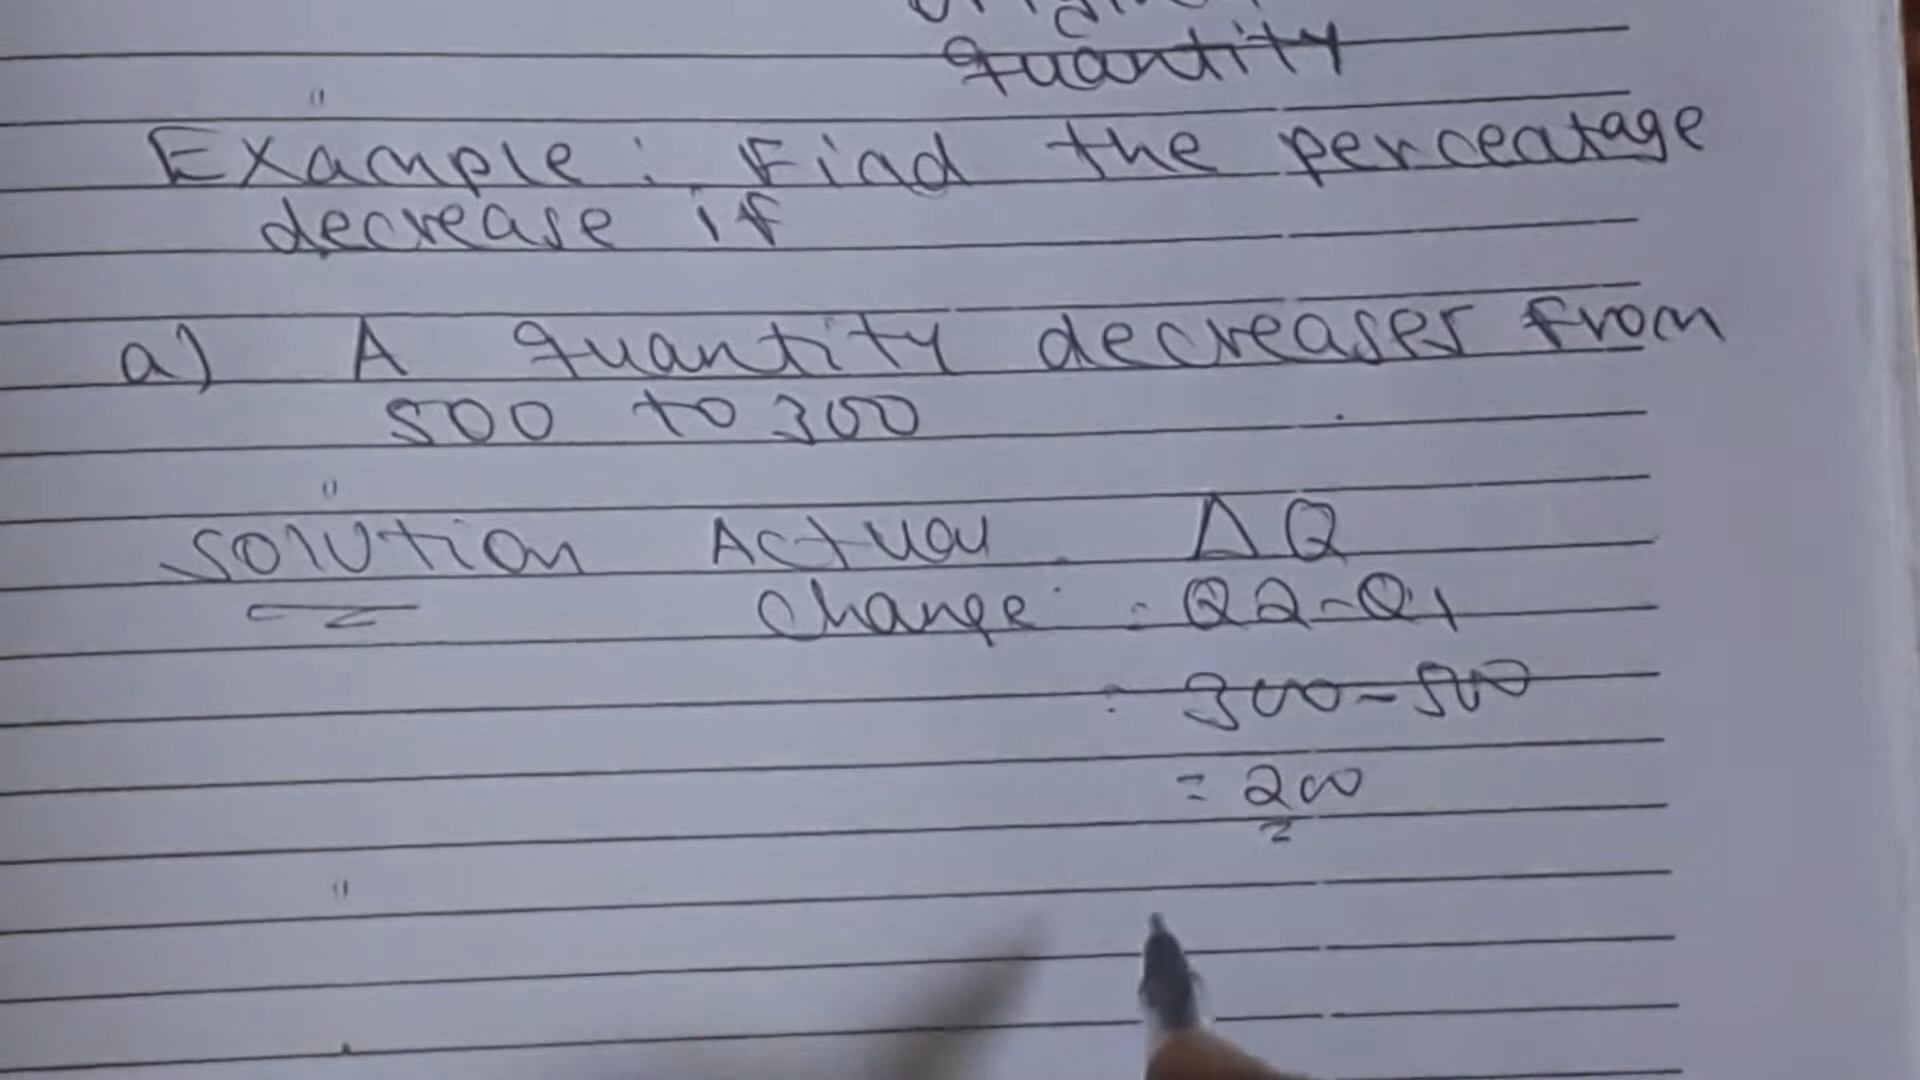 quantity
Example: Find the percentage
decrease if
a) A quantity decreases from
500 to 300
Solution Actual ΔQ
Change = Q2-Q1
= 300-500
= 200